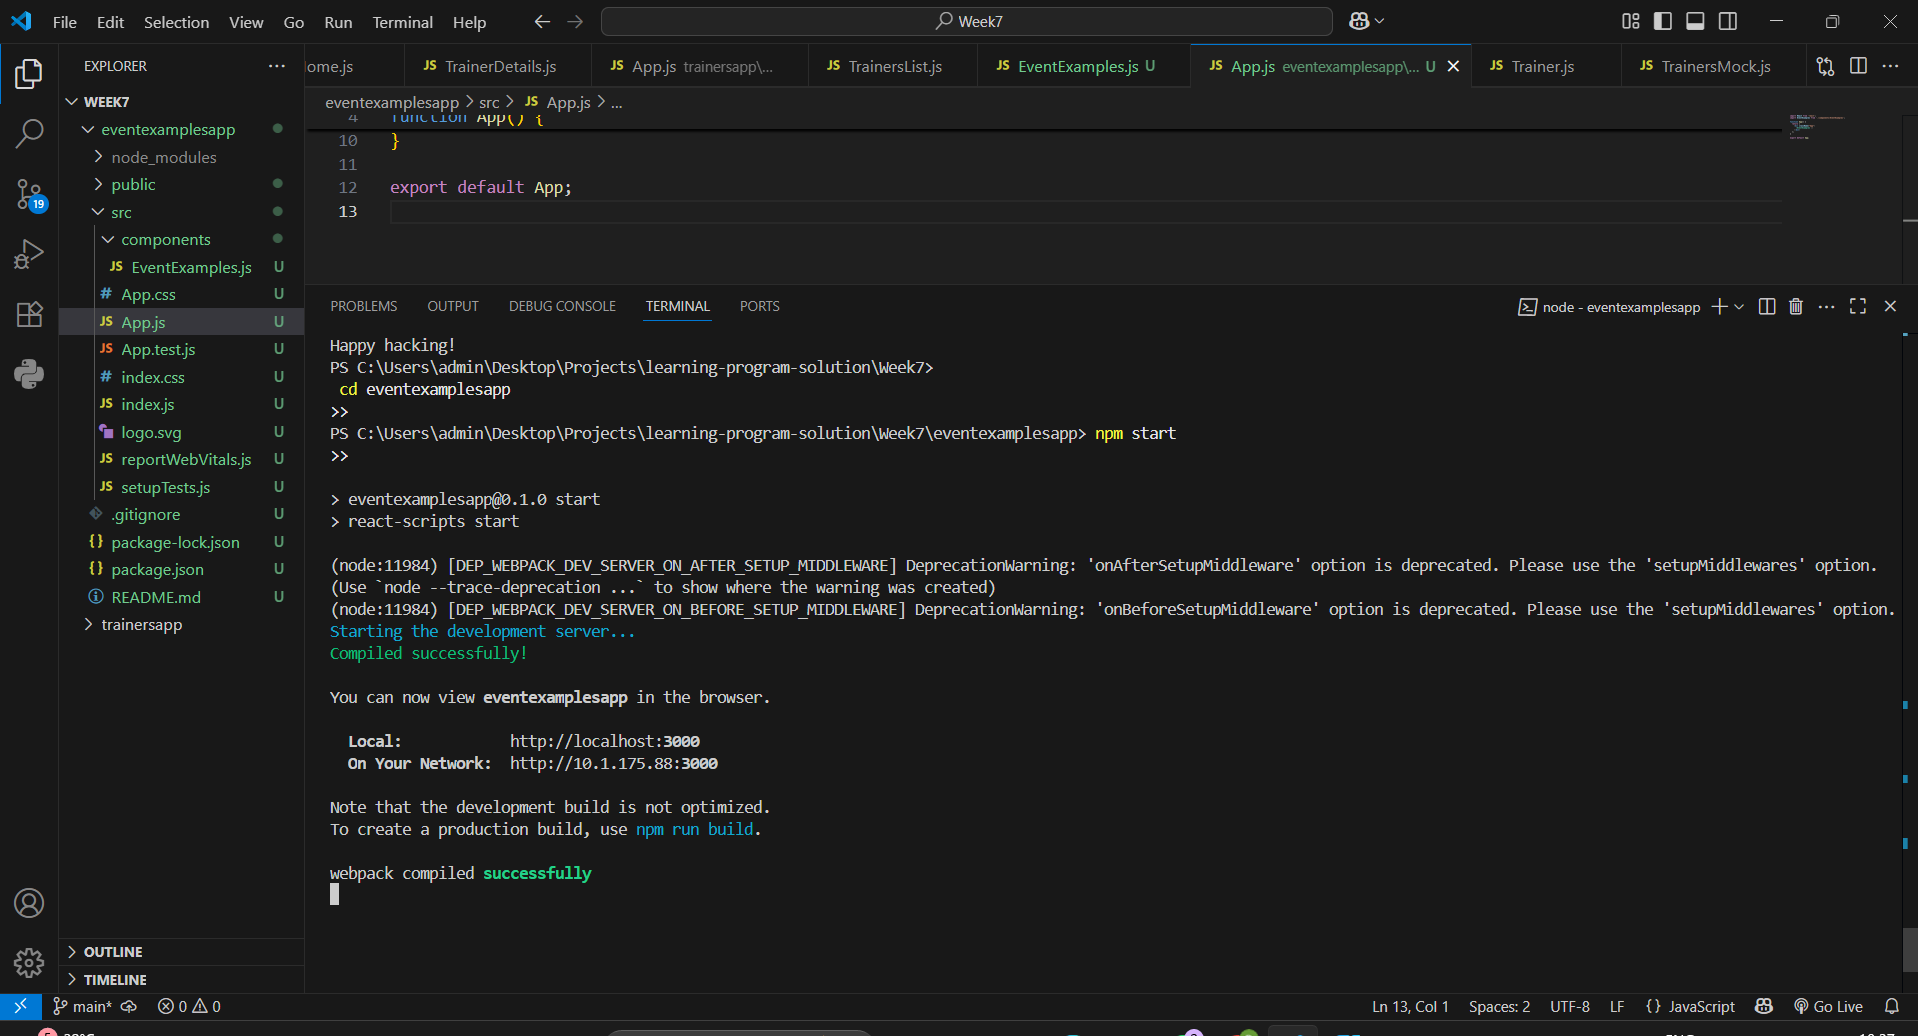 File Edit Selection View Go Run Terminal Help
Week7
EXPLORER
WEEK7
eventexamplesapp
node_modules
public
src
components
JS EventExamples.js U
# App.css U
JS App.js U
JS App.test.js U
# index.css U
JS index.js U
logo.svg U
JS reportWebVitals.js U
JS setupTests.js U
.gitignore U
{} package-lock.json U
{} package.json U
README.md U
trainersapp
OUTLINE
TIMELINE
19
ome.js
JS TrainerDetails.js
JS App.js trainersapp\...
JS TrainersList.js
JS EventExamples.js U
JS App.js eventexamplesapp\... U
JS Trainer.js
JS TrainersMock.js
eventexamplesapp > src > JS App.js > ...
4 function App() {
10 }
11
12 export default App;
13
PROBLEMS OUTPUT DEBUG CONSOLE TERMINAL PORTS
node - eventexamplesapp
Happy hacking!
PS C:\Users\admin\Desktop\Projects\learning-program-solution\Week7>
cd eventexamplesapp
>>
PS C:\Users\admin\Desktop\Projects\learning-program-solution\Week7\eventexamplesapp> npm start
>>
> eventexamplesapp@0.1.0 start
> react-scripts start
(node:11984) [DEP_WEBPACK_DEV_SERVER_ON_AFTER_SETUP_MIDDLEWARE] DeprecationWarning: 'onAfterSetupMiddleware' option is deprecated. Please use the 'setupMiddlewares' option.
(Use `node --trace-deprecation ...` to show where the warning was created)
(node:11984) [DEP_WEBPACK_DEV_SERVER_ON_BEFORE_SETUP_MIDDLEWARE] DeprecationWarning: 'onBeforeSetupMiddleware' option is deprecated. Please use the 'setupMiddlewares' option.
Starting the development server...
Compiled successfully!
You can now view eventexamplesapp in the browser.
Local: http://localhost:3000
On Your Network: http://10.1.175.88:3000
Note that the development build is not optimized.
To create a production build, use npm run build.
webpack compiled successfully
main* 0 0
Ln 13, Col 1 Spaces: 2 UTF-8 LF {} JavaScript Go Live